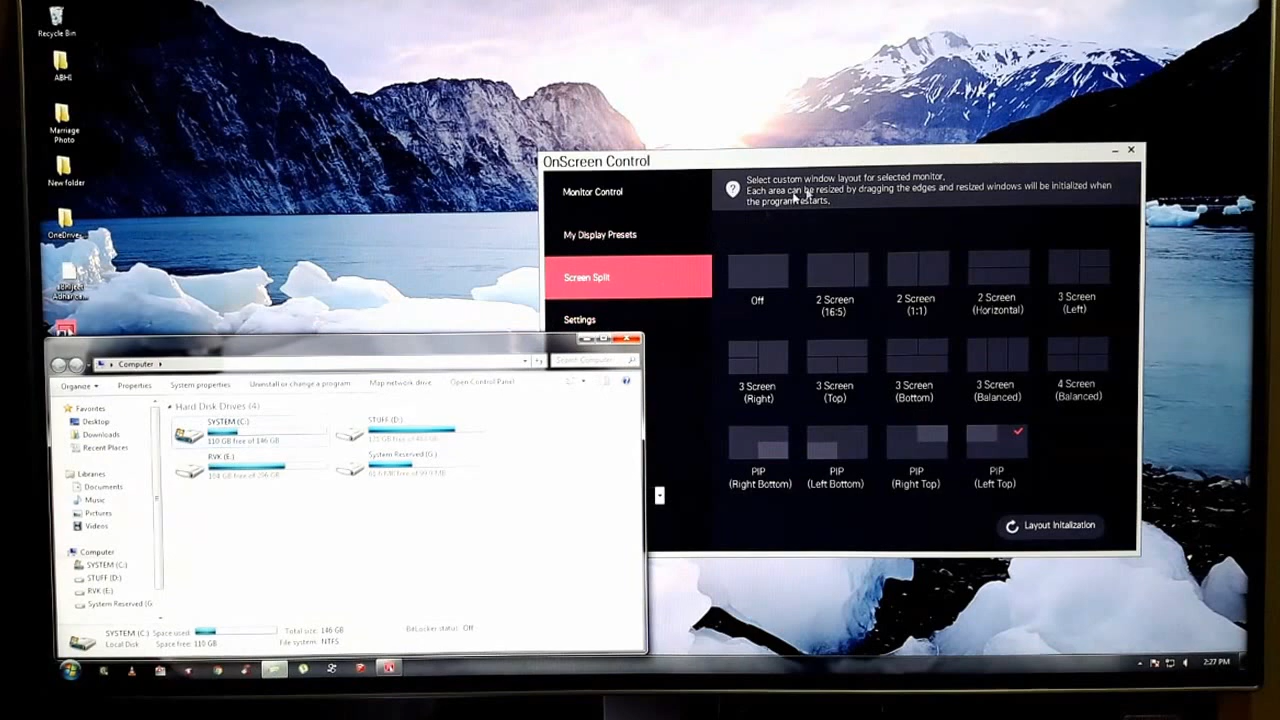 Recycle Bin
ABHI
Marriage
Photo
New folder
OneDrive
OnScreen Control
Monitor Control
My Display Presets
Screen Split
Settings
Select custom window layout for selected monitor.
Each area can be resized by dragging the edges and resized windows will be initialized when
the program restarts.
Off
2 Screen
(16:5)
2 Screen
(1:1)
2 Screen
(Horizontal)
3 Screen
(Left)
3 Screen
(Right)
3 Screen
(Top)
3 Screen
(Bottom)
3 Screen
(Balanced)
4 Screen
(Balanced)
PIP
(Right Bottom)
PIP
(Left Bottom)
PIP
(Right Top)
PIP
(Left Top)
Layout Initialization
Computer
Search Computer
Organize
Properties
System properties
Uninstall or change a program
Map network drive
Open Control Panel
Favorites
Desktop
Downloads
Recent Places
Libraries
Documents
Music
Pictures
Videos
Computer
SYSTEM (C:)
STUFF (D:)
RVK (E:)
System Reserved (G:
Hard Disk Drives (4)
SYSTEM (C:)
110 GB free of 146 GB
STUFF (D:)
RVK (E:)
System Reserved (G:)
SYSTEM (C:) Space used:
Total size: 146 GB
BitLocker status: Off
Local Disk
Space free: 110 GB
File system: NTFS
2:27 PM